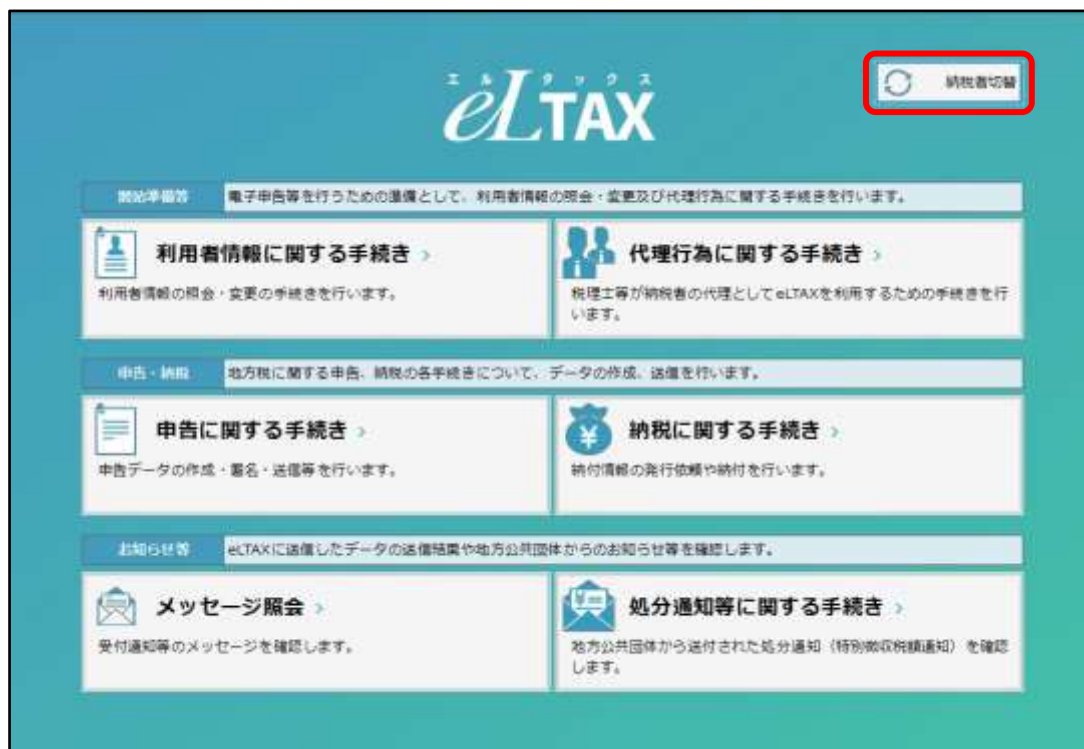 エルタックス
eLTAX
納税者切替
開始準備等
電子申告等を行うための準備として、利用者情報の照会・変更及び代理行為に関する手続きを行います。
利用者情報に関する手続き
利用者情報の照会・変更の手続きを行います。
代理行為に関する手続き
税理士等が納税者の代理としてeLTAXを利用するための手続きを行
います。
申告・納税
地方税に関する申告、納税の各手続きについて、データの作成、送信を行います。
申告に関する手続き
申告データの作成・署名・送信等を行います。
納税に関する手続き
納付情報の発行依頼や納付を行います。
お知らせ等
eLTAXに送信したデータの送信結果や地方公共団体からのお知らせ等を確認します。
メッセージ照会
受付通知等のメッセージを確認します。
処分通知等に関する手続き
地方公共団体から送付された処分通知（特別徴収税額通知）を確認
します。